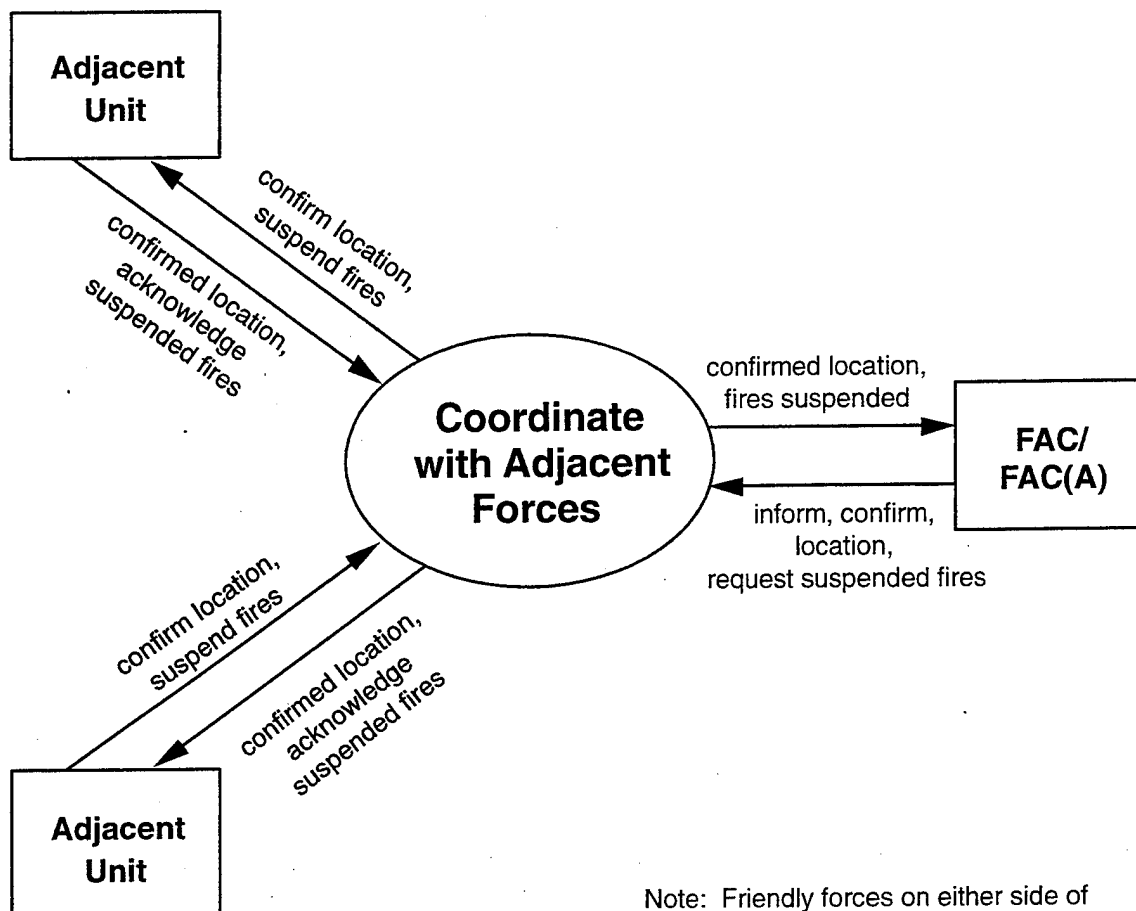 Adjacent
Unit
confirm location,
suspend fires
confirmed location,
acknowledge
suspended fires
Coordinate
with Adjacent
Forces
confirmed location,
fires suspended
FAC/
FAC(A)
inform, confirm,
location,
request suspended fires
confirm location,
suspend fires
confirmed location,
acknowledge
suspended fires
Adjacent
Unit
Note: Friendly forces on either side of